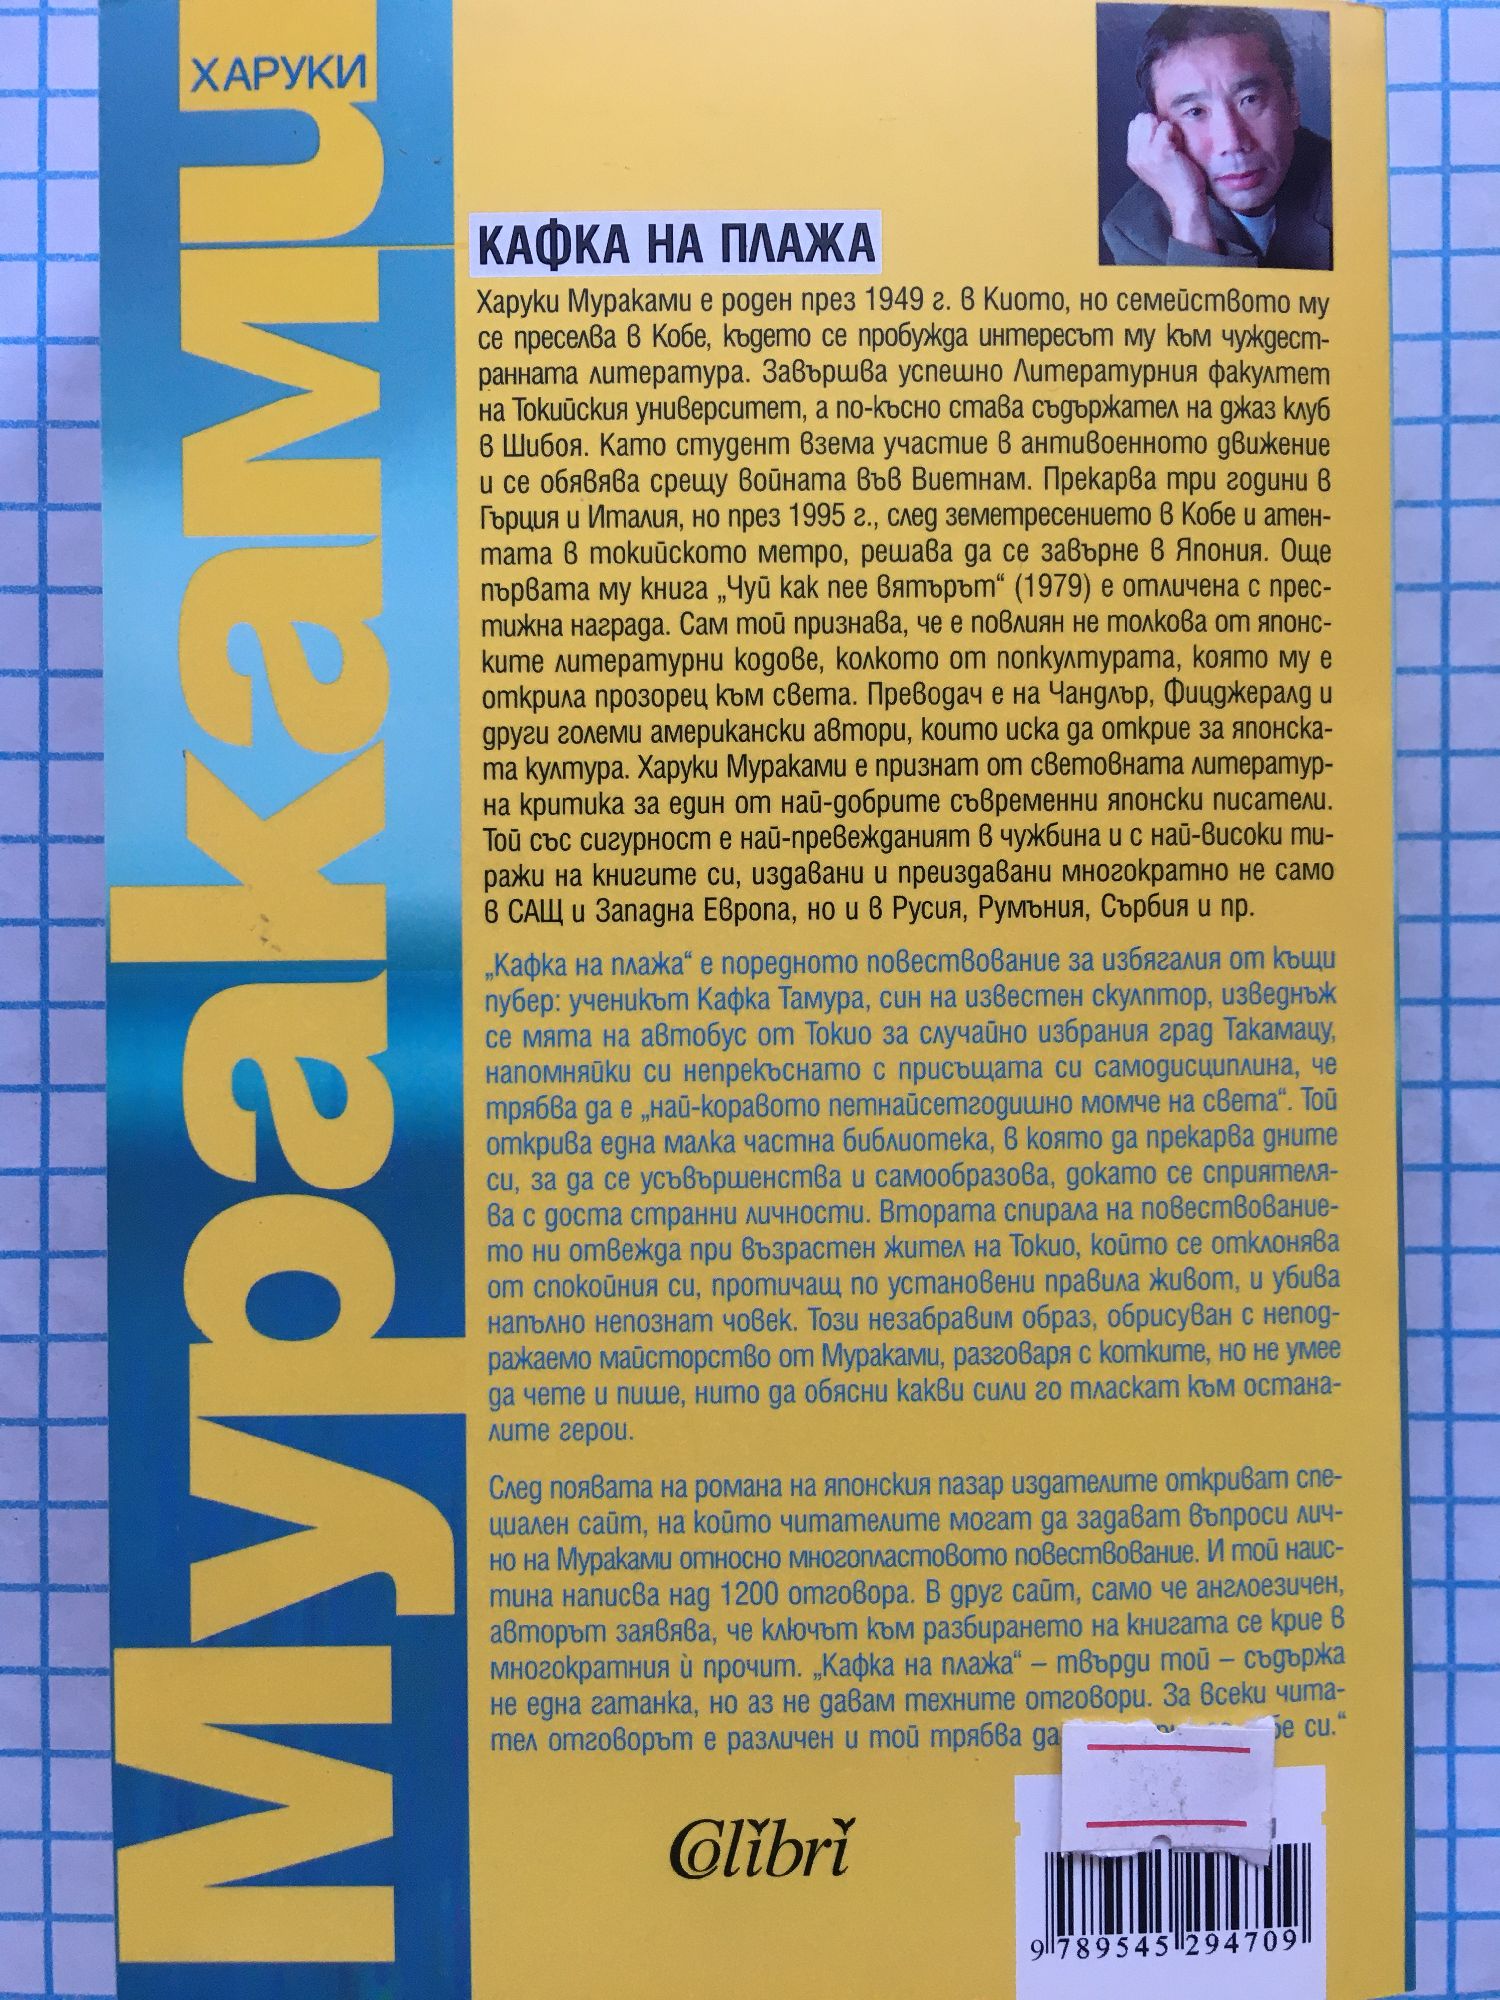 ХАРУКИ
Мураками
КАФКА НА ПЛАЖА
Харуки Мураками е роден през 1949 г. в Киото, но семейството му
се преселва в Кобе, където се пробужда интересът му към чуждест-
ранната литература. Завършва успешно Литературния факултет
на Токийския университет, а по-късно става съдържател на джаз клуб
в Шибоя. Като студент взема участие в антивоенното движение
и се обявява срещу войната във Виетнам. Прекарва три години в
Гърция и Италия, но през 1995 г., след земетресението в Кобе и атен-
тата в токийското метро, решава да се завърне в Япония. Още
първата му книга „Чуй как пее вятърът“ (1979) е отличена с прес-
тижна награда. Сам той признава, че е повлиян не толкова от японс-
ките литературни кодове, колкото от попкултурата, която му е
открила прозорец към света. Преводач е на Чандлър, Фицджералд и
други големи американски автори, които иска да открие за японска-
та култура. Харуки Мураками е признат от световната литератур-
на критика за един от най-добрите съвременни японски писатели.
Той със сигурност е най-превежданият в чужбина и с най-високи ти-
ражи на книгите си, издавани и преиздавани многократно не само
в САЩ и Западна Европа, но и в Русия, Румъния, Сърбия и пр.
„Кафка на плажа“ е поредното повествование за избягалия от къщи
пубер: ученикът Кафка Тамура, син на известен скулптор, изведнъж
се мята на автобус от Токио за случайно избрания град Такамацу,
напомняйки си непрекъснато с присъщата си самодисциплина, че
трябва да е „най-коравото петнайсетгодишно момче на света“. Той
открива една малка частна библиотека, в която да прекарва дните
си, за да се усъвършенства и самообразова, докато се сприятеля-
ва с доста странни личности. Втората спирала на повествование-
то ни отвежда при възрастен жител на Токио, който се отклонява
от спокойния си, протичащ по установени правила живот, и убива
напълно непознат човек. Този незабравим образ, обрисуван с непод-
ражаемо майсторство от Мураками, разговаря с котките, но не умее
да чете и пише, нито да обясни какви сили го тласкат към остана-
лите герои.
След появата на романа на японския пазар издателите откриват спе-
циален сайт, на който читателите могат да задават въпроси лич-
но на Мураками относно многопластовото повествование. И той наис-
тина написва над 1200 отговора. В друг сайт, само че англоезичен,
авторът заявява, че ключът към разбирането на книгата се крие в
многократния ѝ прочит. „Кафка на плажа“ – твърди той – съдържа
не една гатанка, но аз не давам техните отговори. За всеки чита-
тел отговорът е различен и той трябва да си.“
Colibri
9 789545 294709